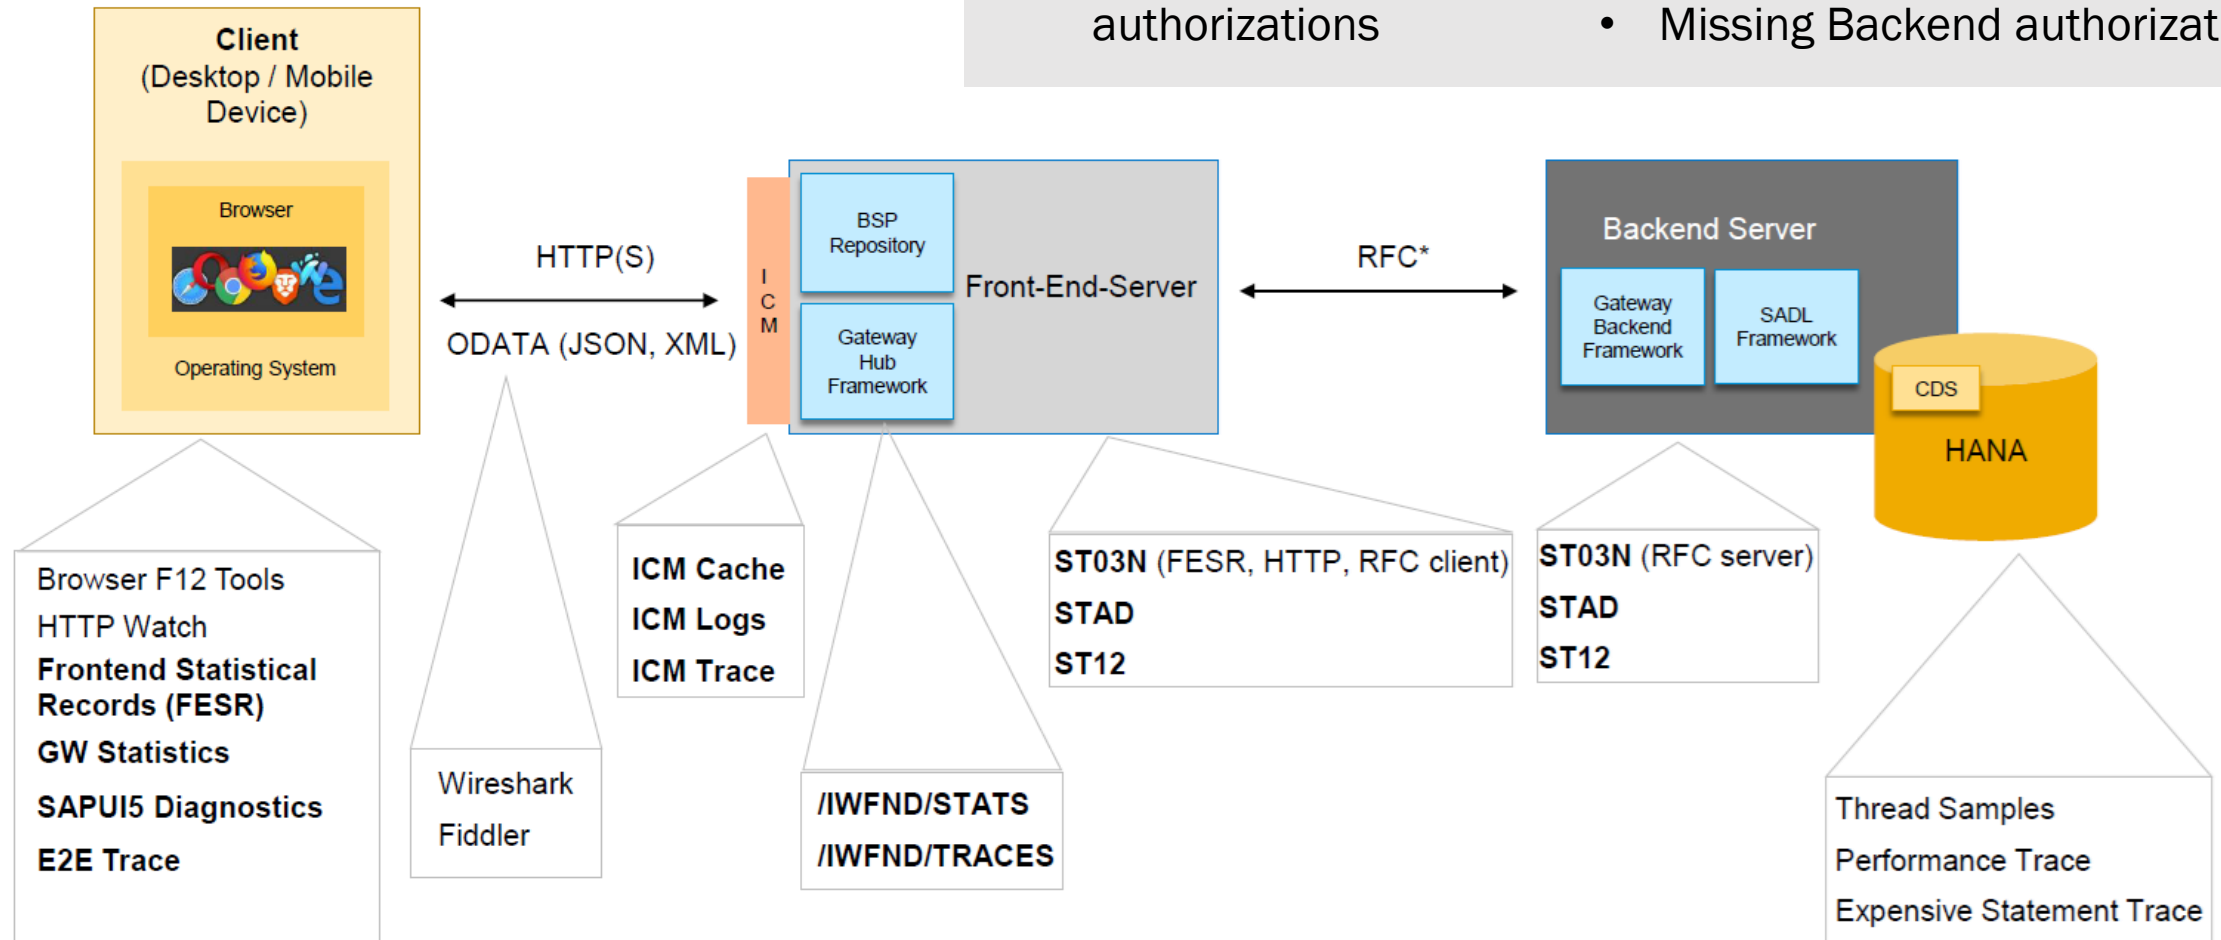 authorizations
• Missing Backend authorizat
Client
(Desktop / Mobile
Device)
Browser
Operating System
HTTP(S)
ODATA (JSON, XML)
I
C
M
BSP
Repository
Gateway
Hub
Framework
Front-End-Server
RFC*
Backend Server
Gateway
Backend
Framework
SADL
Framework
CDS
HANA
Browser F12 Tools
HTTP Watch
Frontend Statistical
Records (FESR)
GW Statistics
SAPUI5 Diagnostics
E2E Trace
Wireshark
Fiddler
ICM Cache
ICM Logs
ICM Trace
/IWFND/STATS
/IWFND/TRACES
ST03N (FESR, HTTP, RFC client)
STAD
ST12
ST03N (RFC server)
STAD
ST12
Thread Samples
Performance Trace
Expensive Statement Trace